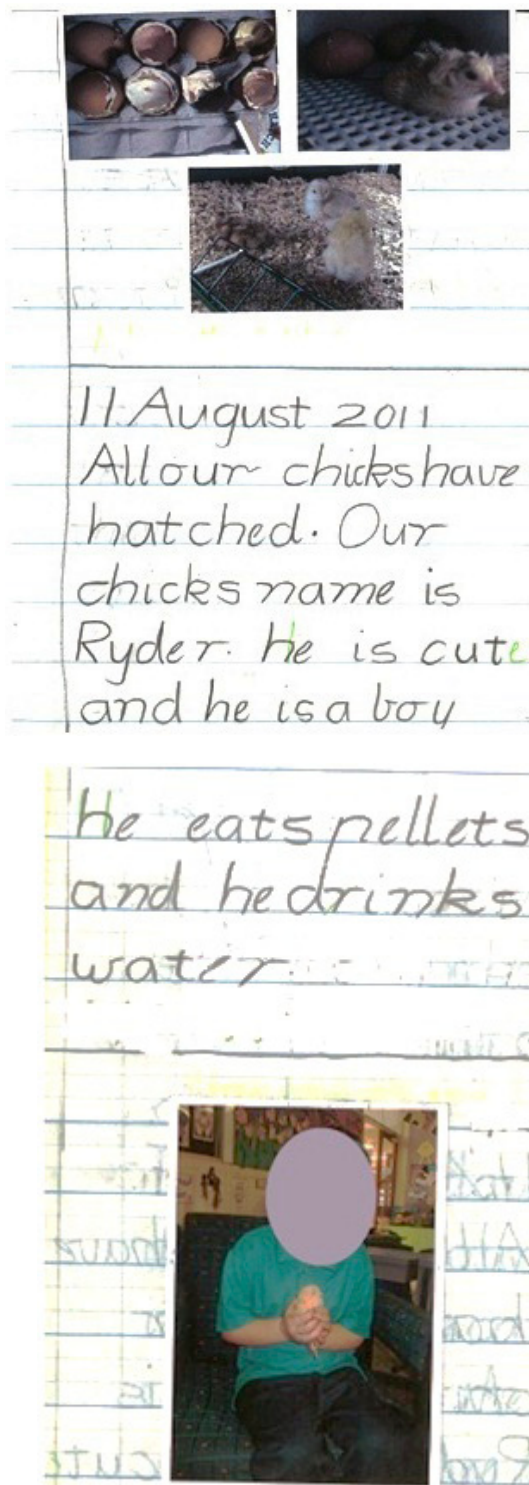 11 August 2011
All our chicks have
hatched. Our
chicks name is
Ryder. He is cute
and he is a boy
He eats pellets
and he drinks
water.